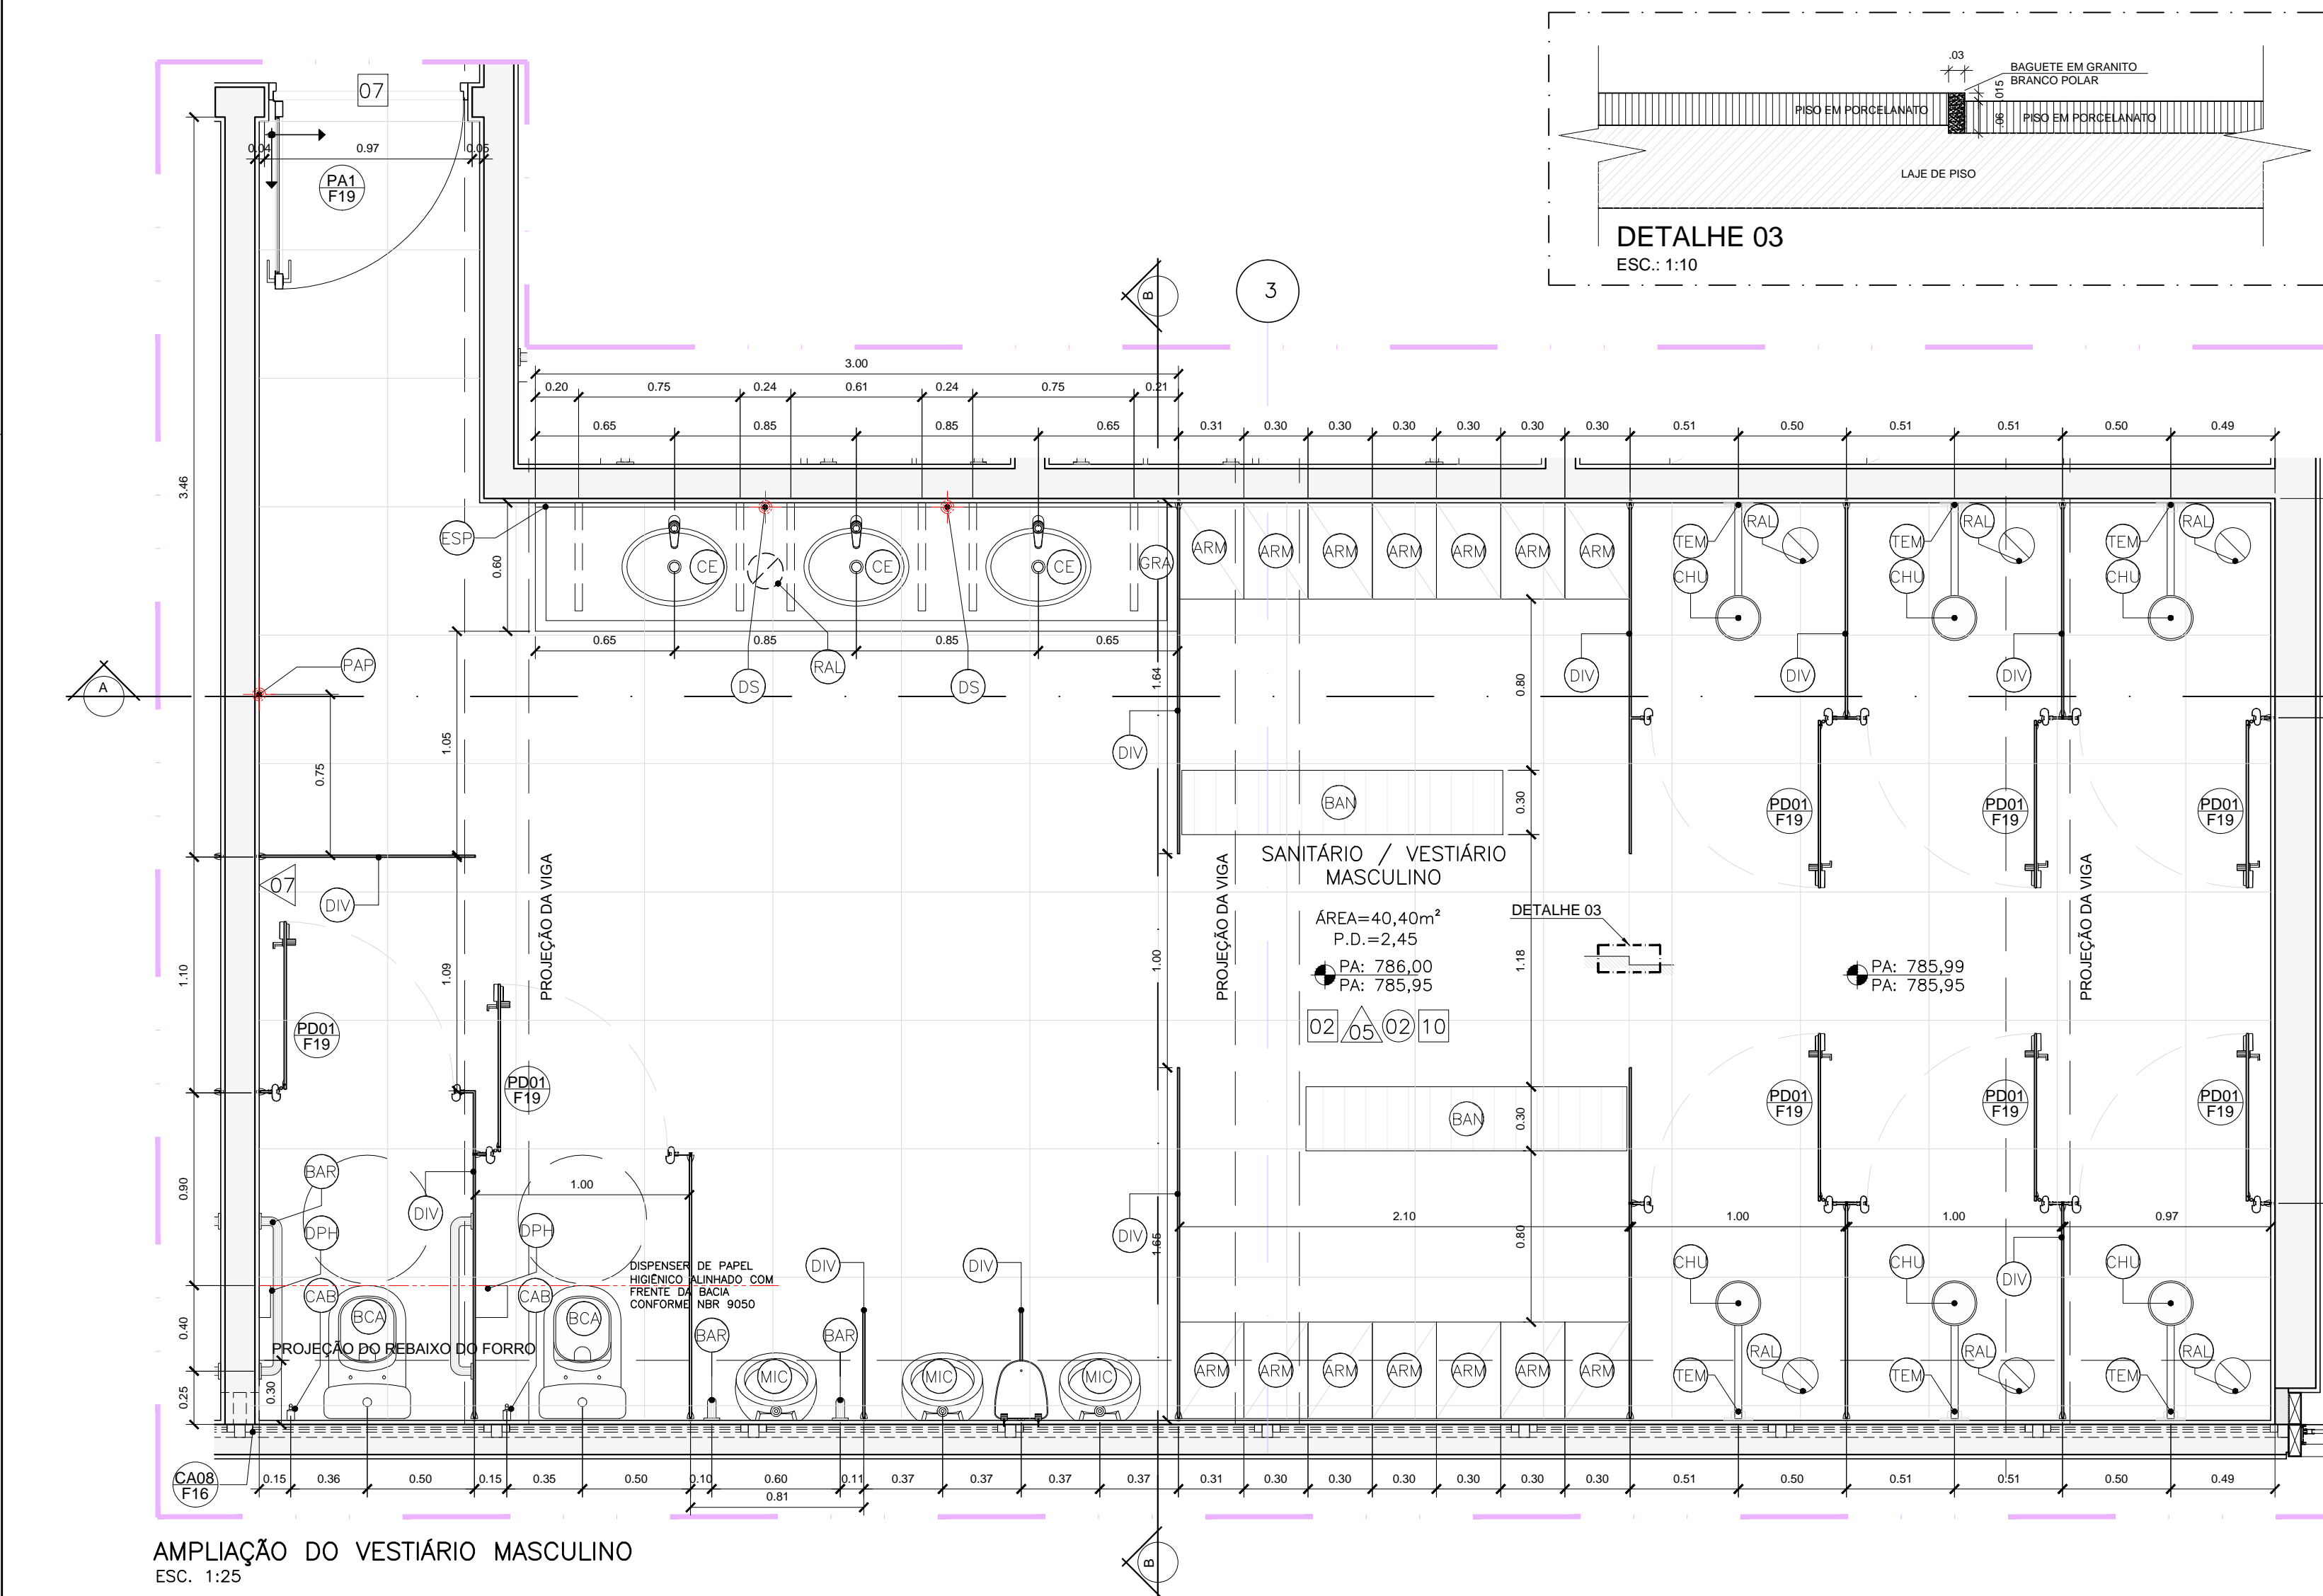 .03
BAGUETE EM GRANITO
BRANCO POLAR
.015
PISO EM PORCELANATO
.06
PISO EM PORCELANATO
LAJE DE PISO
DETALHE 03
ESC.: 1:10
07
0.04
0.97
0.05
PA1
F19
B
3
3.00
0.20
0.75
0.24
0.61
0.24
0.75
0.21
0.65
0.85
0.85
0.65
0.31
0.30
0.30
0.30
0.30
0.30
0.30
0.51
0.50
0.51
0.51
0.50
0.49
3.46
ESP
0.60
CE
CE
CE
GRA
ARM
ARM
ARM
ARM
ARM
ARM
ARM
TEM
RAL
TEM
RAL
TEM
RAL
CHU
CHU
CHU
0.65
0.85
0.85
0.65
PAP
RAL
DS
DS
1.64
0.80
DIV
DIV
DIV
A
1.05
0.75
DIV
BAN
0.30
PD01
F19
PD01
F19
PD01
F19
SANITÁRIO / VESTIÁRIO
MASCULINO
07
DIV
PROJEÇÃO DA VIGA
PROJEÇÃO DA VIGA
PROJEÇÃO DA VIGA
ÁREA=40,40m²
P.D.=2,45
DETALHE 03
PA: 786,00
PA: 785,95
PA: 785,99
PA: 785,95
1.10
1.09
1.00
1.18
02
05
02
10
PD01
F19
PD01
F19
BAN
0.30
PD01
F19
PD01
F19
PD01
F19
BAR
0.90
1.00
DIV
DPH
DPH
DIV
1.65
2.10
0.80
1.00
1.00
0.97
DISPENSER DE PAPEL
HIGIÊNICO ALINHADO COM
FRENTE DA BACIA
CONFORME NBR 9050
DIV
DIV
CHU
CHU
DIV
CHU
CAB
BCA
CAB
BCA
0.40
BAR
BAR
PROJEÇÃO DO REBAIXO DO FORRO
MIC
MIC
MIC
ARM
ARM
ARM
ARM
ARM
ARM
ARM
TEM
RAL
TEM
RAL
TEM
RAL
0.25
0.30
CA08
F16
0.15
0.36
0.50
0.15
0.35
0.50
0.10
0.60
0.11
0.37
0.37
0.37
0.37
0.31
0.30
0.30
0.30
0.30
0.30
0.30
0.51
0.50
0.51
0.51
0.50
0.49
0.81
AMPLIAÇÃO DO VESTIÁRIO MASCULINO
ESC. 1:25
B